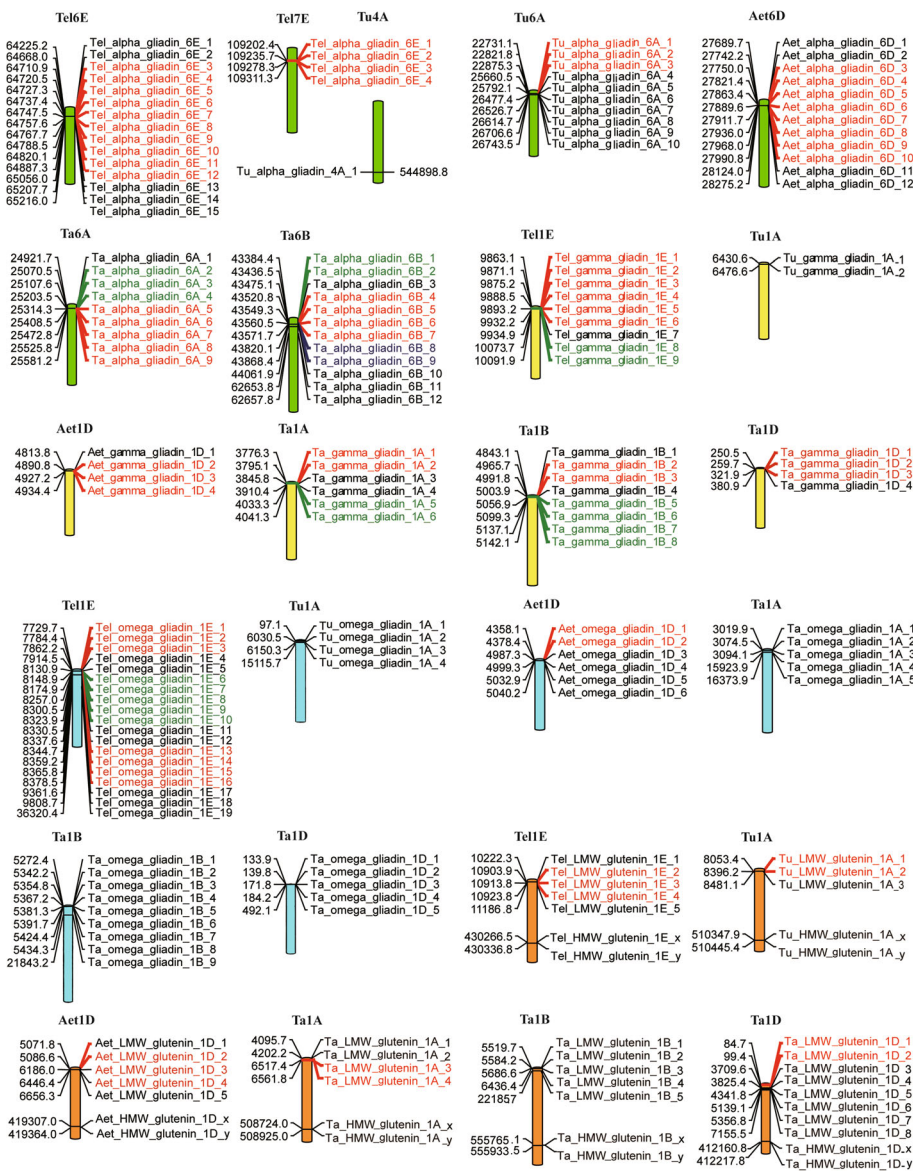 Tel6E
64225.2 Tel_alpha_gliadin_6E_1
64668.0 Tel_alpha_gliadin_6E_2
64710.9 Tel_alpha_gliadin_6E_3
64720.5 Tel_alpha_gliadin_6E_4
64727.3 Tel_alpha_gliadin_6E_5
64737.4 Tel_alpha_gliadin_6E_6
64747.5 Tel_alpha_gliadin_6E_7
64757.6 Tel_alpha_gliadin_6E_8
64767.7 Tel_alpha_gliadin_6E_9
64788.5 Tel_alpha_gliadin_6E_10
64820.1 Tel_alpha_gliadin_6E_11
64887.3 Tel_alpha_gliadin_6E_12
65056.0 Tel_alpha_gliadin_6E_13
65207.7 Tel_alpha_gliadin_6E_14
65216.0 Tel_alpha_gliadin_6E_15
Tel7E
109202.4 Tel_alpha_gliadin_6E_1
109235.7 Tel_alpha_gliadin_6E_2
109278.3 Tel_alpha_gliadin_6E_3
109311.3 Tel_alpha_gliadin_6E_4
Tu4A
Tu_alpha_gliadin_4A_1 544898.8
Tu6A
22731.1 Tu_alpha_gliadin_6A_1
22821.8 Tu_alpha_gliadin_6A_2
22875.3 Tu_alpha_gliadin_6A_3
25660.5 Tu_alpha_gliadin_6A_4
25792.1 Tu_alpha_gliadin_6A_5
26477.4 Tu_alpha_gliadin_6A_6
26526.7 Tu_alpha_gliadin_6A_7
26614.7 Tu_alpha_gliadin_6A_8
26706.6 Tu_alpha_gliadin_6A_9
26743.5 Tu_alpha_gliadin_6A_10
Aet6D
27689.7 Aet_alpha_gliadin_6D_1
27742.2 Aet_alpha_gliadin_6D_2
27750.0 Aet_alpha_gliadin_6D_3
27821.4 Aet_alpha_gliadin_6D_4
27863.4 Aet_alpha_gliadin_6D_5
27889.6 Aet_alpha_gliadin_6D_6
27911.7 Aet_alpha_gliadin_6D_7
27936.0 Aet_alpha_gliadin_6D_8
27968.0 Aet_alpha_gliadin_6D_9
27990.8 Aet_alpha_gliadin_6D_10
28124.0 Aet_alpha_gliadin_6D_11
28275.2 Aet_alpha_gliadin_6D_12
Ta6A
24921.7 Ta_alpha_gliadin_6A_1
25070.5 Ta_alpha_gliadin_6A_2
25107.6 Ta_alpha_gliadin_6A_3
25203.5 Ta_alpha_gliadin_6A_4
25314.3 Ta_alpha_gliadin_6A_5
25408.5 Ta_alpha_gliadin_6A_6
25472.8 Ta_alpha_gliadin_6A_7
25525.8 Ta_alpha_gliadin_6A_8
25581.2 Ta_alpha_gliadin_6A_9
Ta6B
43384.4 Ta_alpha_gliadin_6B_1
43436.5 Ta_alpha_gliadin_6B_2
43475.1 Ta_alpha_gliadin_6B_3
43520.8 Ta_alpha_gliadin_6B_4
43549.3 Ta_alpha_gliadin_6B_5
43560.5 Ta_alpha_gliadin_6B_6
43571.7 Ta_alpha_gliadin_6B_7
43820.1 Ta_alpha_gliadin_6B_8
43868.4 Ta_alpha_gliadin_6B_9
44061.9 Ta_alpha_gliadin_6B_10
62653.8 Ta_alpha_gliadin_6B_11
62657.8 Ta_alpha_gliadin_6B_12
Tel1E
9863.1 Tel_gamma_gliadin_1E_1
9871.1 Tel_gamma_gliadin_1E_2
9875.2 Tel_gamma_gliadin_1E_3
9888.5 Tel_gamma_gliadin_1E_4
9893.2 Tel_gamma_gliadin_1E_5
9932.2 Tel_gamma_gliadin_1E_6
9934.9 Tel_gamma_gliadin_1E_7
10073.7 Tel_gamma_gliadin_1E_8
10091.9 Tel_gamma_gliadin_1E_9
Tu1A
6430.6 Tu_gamma_gliadin_1A_1
6476.6 Tu_gamma_gliadin_1A_2
Aet1D
4813.8 Aet_gamma_gliadin_1D_1
4890.8 Aet_gamma_gliadin_1D_2
4927.2 Aet_gamma_gliadin_1D_3
4934.4 Aet_gamma_gliadin_1D_4
Ta1A
3776.3 Ta_gamma_gliadin_1A_1
3795.1 Ta_gamma_gliadin_1A_2
3845.8 Ta_gamma_gliadin_1A_3
3910.4 Ta_gamma_gliadin_1A_4
4033.3 Ta_gamma_gliadin_1A_5
4041.3 Ta_gamma_gliadin_1A_6
Ta1B
4843.1 Ta_gamma_gliadin_1B_1
4965.7 Ta_gamma_gliadin_1B_2
4991.8 Ta_gamma_gliadin_1B_3
5003.9 Ta_gamma_gliadin_1B_4
5056.9 Ta_gamma_gliadin_1B_5
5099.3 Ta_gamma_gliadin_1B_6
5137.1 Ta_gamma_gliadin_1B_7
5142.1 Ta_gamma_gliadin_1B_8
Ta1D
250.5 Ta_gamma_gliadin_1D_1
259.7 Ta_gamma_gliadin_1D_2
321.9 Ta_gamma_gliadin_1D_3
380.9 Ta_gamma_gliadin_1D_4
Tel1E
7729.7 Tel_omega_gliadin_1E_1
7784.4 Tel_omega_gliadin_1E_2
7862.2 Tel_omega_gliadin_1E_3
7914.5 Tel_omega_gliadin_1E_4
8130.9 Tel_omega_gliadin_1E_5
8148.9 Tel_omega_gliadin_1E_6
8174.9 Tel_omega_gliadin_1E_7
8257.0 Tel_omega_gliadin_1E_8
8300.5 Tel_omega_gliadin_1E_9
8323.9 Tel_omega_gliadin_1E_10
8330.5 Tel_omega_gliadin_1E_11
8337.6 Tel_omega_gliadin_1E_12
8344.7 Tel_omega_gliadin_1E_13
8359.2 Tel_omega_gliadin_1E_14
8365.8 Tel_omega_gliadin_1E_15
8378.5 Tel_omega_gliadin_1E_16
9361.6 Tel_omega_gliadin_1E_17
9808.7 Tel_omega_gliadin_1E_18
36320.4 Tel_omega_gliadin_1E_19
Tu1A
97.1 Tu_omega_gliadin_1A_1
6030.5 Tu_omega_gliadin_1A_2
6150.3 Tu_omega_gliadin_1A_3
15115.7 Tu_omega_gliadin_1A_4
Aet1D
4358.1 Aet_omega_gliadin_1D_1
4378.4 Aet_omega_gliadin_1D_2
4987.3 Aet_omega_gliadin_1D_3
4999.3 Aet_omega_gliadin_1D_4
5032.9 Aet_omega_gliadin_1D_5
5040.2 Aet_omega_gliadin_1D_6
Ta1A
3019.9 Ta_omega_gliadin_1A_1
3074.5 Ta_omega_gliadin_1A_2
3094.1 Ta_omega_gliadin_1A_3
15923.9 Ta_omega_gliadin_1A_4
16373.9 Ta_omega_gliadin_1A_5
Ta1B
5272.4 Ta_omega_gliadin_1B_1
5342.2 Ta_omega_gliadin_1B_2
5354.8 Ta_omega_gliadin_1B_3
5367.2 Ta_omega_gliadin_1B_4
5381.3 Ta_omega_gliadin_1B_5
5391.7 Ta_omega_gliadin_1B_6
5424.4 Ta_omega_gliadin_1B_7
5434.3 Ta_omega_gliadin_1B_8
21843.2 Ta_omega_gliadin_1B_9
Ta1D
133.9 Ta_omega_gliadin_1D_1
139.8 Ta_omega_gliadin_1D_2
171.8 Ta_omega_gliadin_1D_3
184.2 Ta_omega_gliadin_1D_4
492.1 Ta_omega_gliadin_1D_5
Tel1E
10222.3 Tel_LMW_glutenin_1E_1
10903.9 Tel_LMW_glutenin_1E_2
10913.8 Tel_LMW_glutenin_1E_3
10923.8 Tel_LMW_glutenin_1E_4
11186.8 Tel_LMW_glutenin_1E_5
430266.5 Tel_HMW_glutenin_1E_x
430336.8 Tel_HMW_glutenin_1E_y
Tu1A
8053.4 Tu_LMW_glutenin_1A_1
8396.2 Tu_LMW_glutenin_1A_2
8481.1 Tu_LMW_glutenin_1A_3
510347.9 Tu_HMW_glutenin_1A_x
510445.4 Tu_HMW_glutenin_1A_y
Aet1D
5071.8 Aet_LMW_glutenin_1D_1
5086.6 Aet_LMW_glutenin_1D_2
6186.0 Aet_LMW_glutenin_1D_3
6446.4 Aet_LMW_glutenin_1D_4
6656.3 Aet_LMW_glutenin_1D_5
419307.0 Aet_HMW_glutenin_1D_x
419364.0 Aet_HMW_glutenin_1D_y
Ta1A
4095.7 Ta_LMW_glutenin_1A_1
4202.2 Ta_LMW_glutenin_1A_2
6517.4 Ta_LMW_glutenin_1A_3
6561.8 Ta_LMW_glutenin_1A_4
508724.0 Ta_HMW_glutenin_1A_x
508925.0 Ta_HMW_glutenin_1A_y
Ta1B
5519.7 Ta_LMW_glutenin_1B_1
5584.2 Ta_LMW_glutenin_1B_2
5686.6 Ta_LMW_glutenin_1B_3
6436.4 Ta_LMW_glutenin_1B_4
221857 Ta_LMW_glutenin_1B_5
555765.1 Ta_HMW_glutenin_1B_x
555933.5 Ta_HMW_glutenin_1B_y
Ta1D
84.7 Ta_LMW_glutenin_1D_1
99.4 Ta_LMW_glutenin_1D_2
3709.6 Ta_LMW_glutenin_1D_3
3825.4 Ta_LMW_glutenin_1D_4
4341.8 Ta_LMW_glutenin_1D_5
5139.1 Ta_LMW_glutenin_1D_6
5356.8 Ta_LMW_glutenin_1D_7
7155.5 Ta_LMW_glutenin_1D_8
412160.8 Ta_HMW_glutenin_1D_x
412217.8 Ta_HMW_glutenin_1D_y